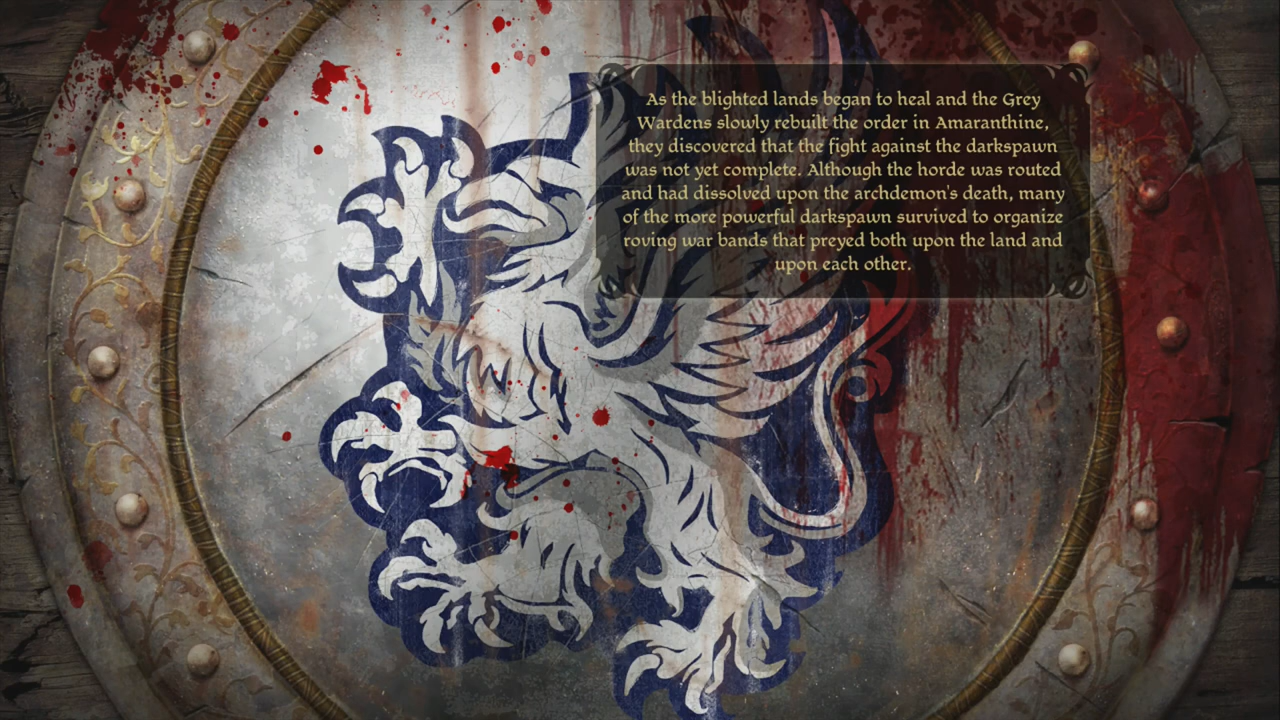 As the blighted lands began to heal and the Grey
Wardens slowly rebuilt the order in Amaranthine,
they discovered that the fight against the darkspawn
was not yet complete. Although the horde was routed
and had dissolved upon the archdemon's death, many
of the more powerful darkspawn survived to organize
roving war bands that preyed both upon the land and
upon each other.